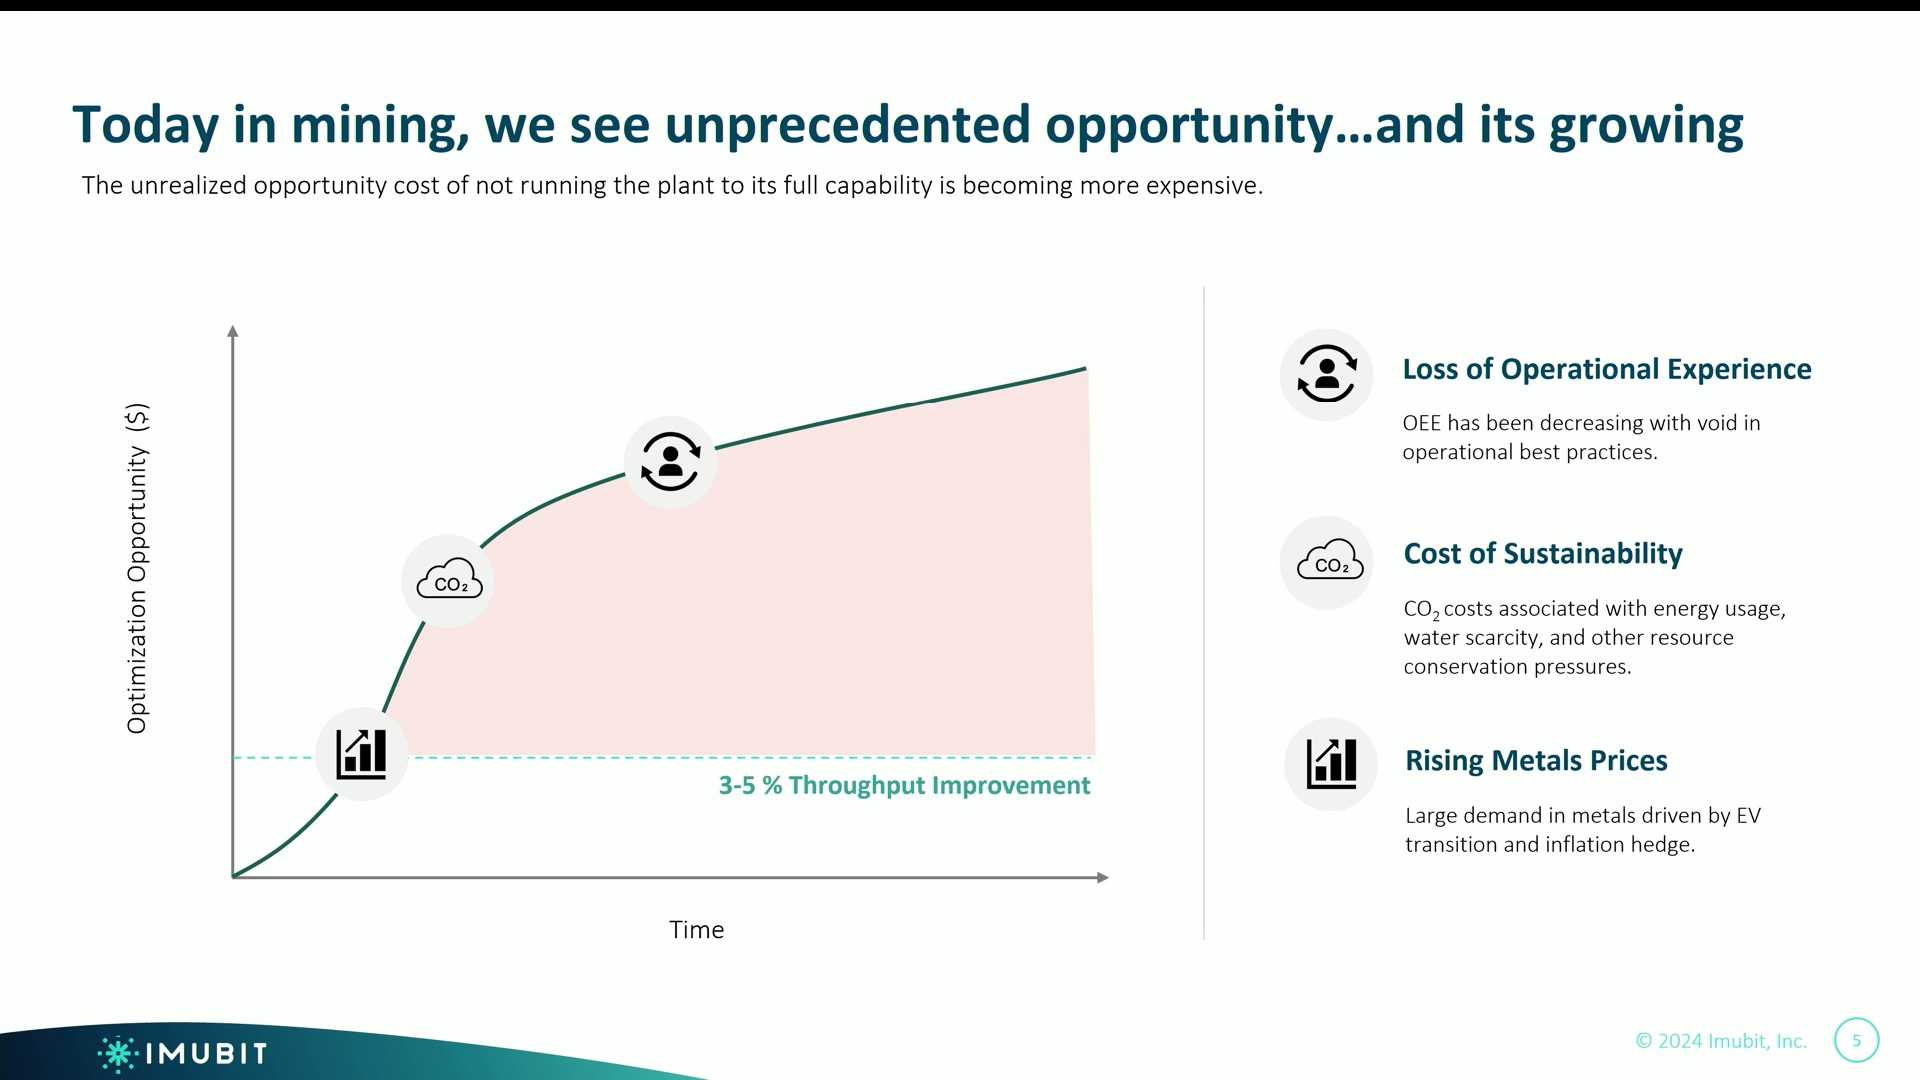 Today in mining, we see unprecedented opportunity...and its growing
The unrealized opportunity cost of not running the plant to its full capability is becoming more expensive.
Optimization Opportunity ($)
CO₂
3-5 % Throughput Improvement
Time
Loss of Operational Experience
OEE has been decreasing with void in
operational best practices.
CO₂
Cost of Sustainability
CO₂ costs associated with energy usage,
water scarcity, and other resource
conservation pressures.
Rising Metals Prices
Large demand in metals driven by EV
transition and inflation hedge.
IMUBIT
© 2024 Imubit, Inc.
5